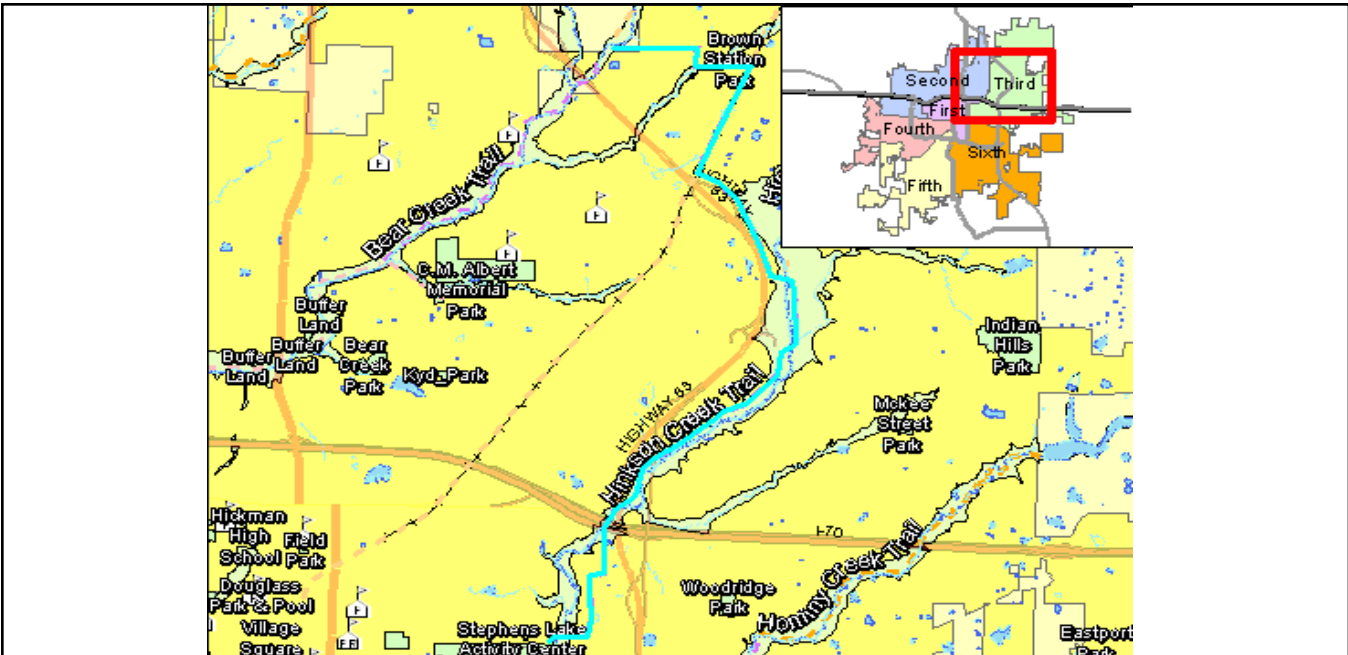 Brown
Station
Park
Second
Third
First
Fourth
Sixth
Fifth
HIGHWAY
63
Bear Creek Trail
C.M. Albert
Memorial
Park
Buffer
Land
Buffer
Land
Buffer
Land
Bear
Creek
Park
Kyd_Park
Indian
Hills
Park
HIGHWAY 63
Hinkson Creek Trail
Mckee
Street
Park
Hickman
High
School
Field
Park
I-70
Douglass
Park & Pool
Village
Square
Woodridge
Park
Hominy Creek Trail
Stephens Lake
Activity Center
Eastport
Park